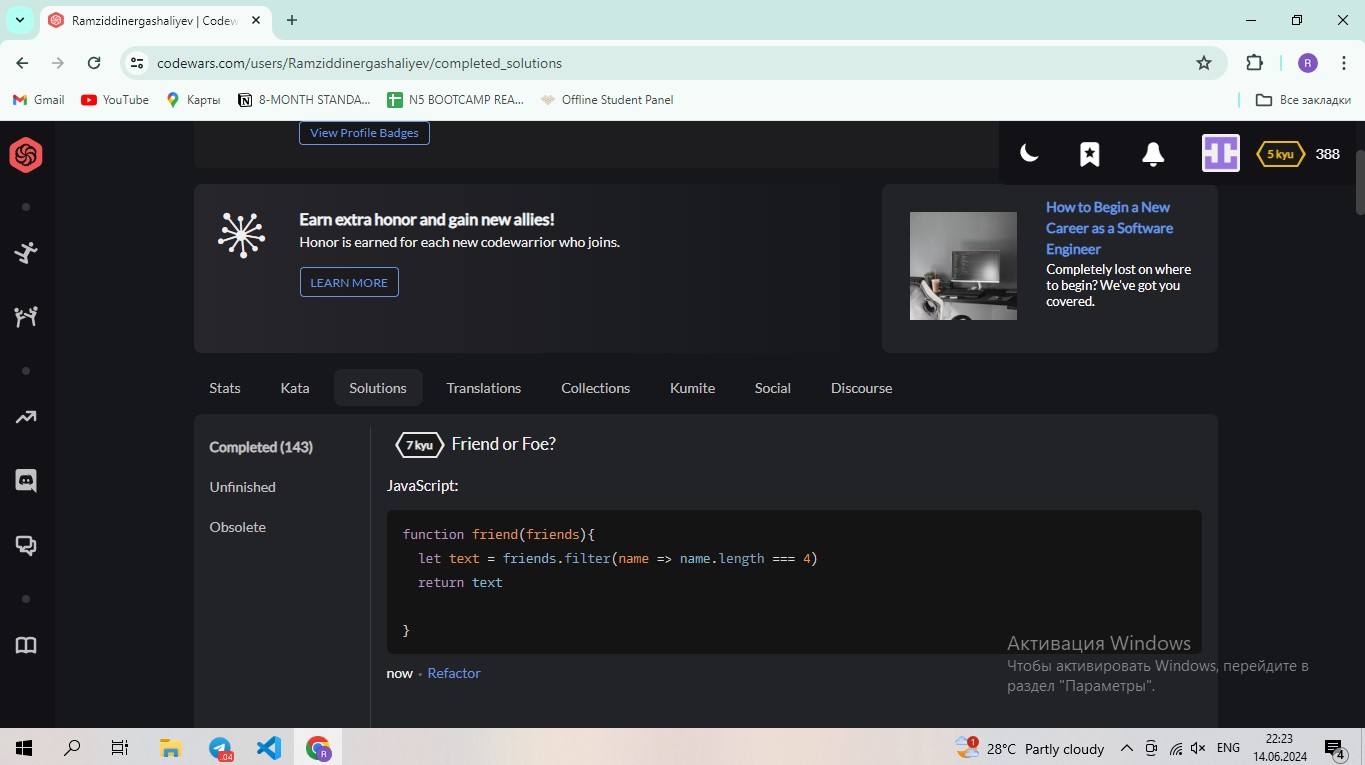 Ramziddinergashaliyev | Codew
codewars.com/users/Ramziddinergashaliyev/completed_solutions
R
Gmail
YouTube
Карты
8-MONTH STANDA...
N5 BOOTCAMP REA...
Offline Student Panel
Все закладки
View Profile Badges
5 kyu
388
Earn extra honor and gain new allies!
Honor is earned for each new codewarrior who joins.
LEARN MORE
How to Begin a New
Career as a Software
Engineer
Completely lost on where
to begin? We've got you
covered.
Stats
Kata
Solutions
Translations
Collections
Kumite
Social
Discourse
Completed (143)
Unfinished
Obsolete
7 kyu Friend or Foe?
JavaScript:
function friend(friends){
let text = friends.filter(name => name.length === 4)
return text
}
now · Refactor
Активация Windows
Чтобы активировать Windows, перейдите в
раздел "Параметры".
.04
R
1
28°C Partly cloudy
ENG
22:23
14.06.2024
4